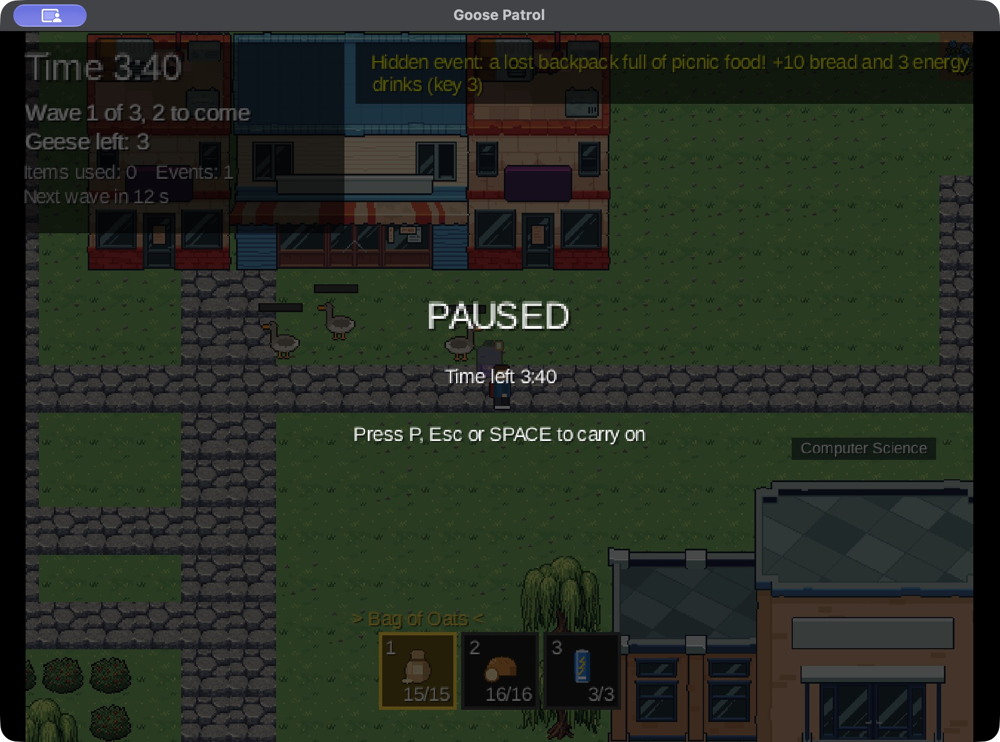 Goose Patrol
Time 3:40
Wave 1 of 3, 2 to come
Geese left: 3
Items used: 0 Events: 1
Next wave in 12 s
Hidden event: a lost backpack full of picnic food! +10 bread and 3 energy
drinks (key 3)
PAUSED
Time left 3:40
Press P, Esc or SPACE to carry on
Computer Science
> Bag of Oats <
1
15/15
2
16/16
3
3/3